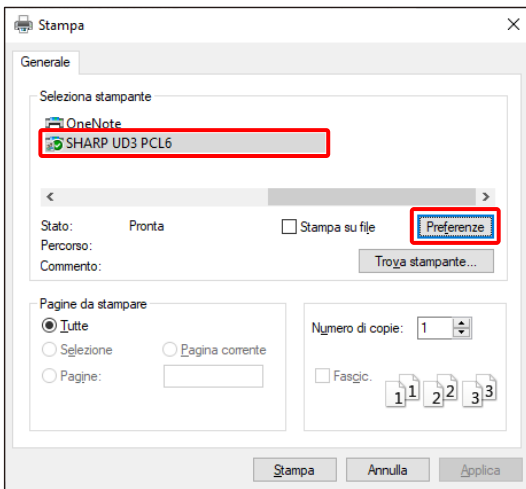 Stampa
Generale
Seleziona stampante
OneNote
SHARP UD3 PCL6
Stato: Pronta
Stampa su file
Preferenze
Percorso:
Commento:
Trova stampante...
Pagine da stampare
Tutte
Selezione
Pagina corrente
Pagine:
Numero di copie: 1
Fascic.
1 1 2 2 3 3
Stampa Annulla Applica